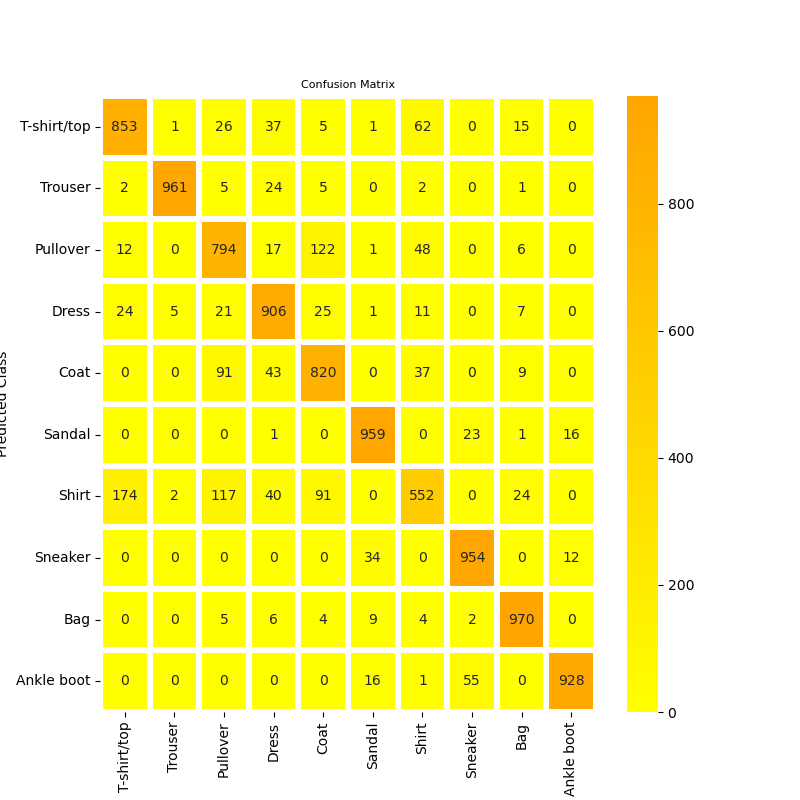 Confusion Matrix
T-shirt/top 853 1 26 37 5 1 62 0 15 0
Trouser 2 961 5 24 5 0 2 0 1 0
Pullover 12 0 794 17 122 1 48 0 6 0
Dress 24 5 21 906 25 1 11 0 7 0
Coat 0 0 91 43 820 0 37 0 9 0
Sandal 0 0 0 1 0 959 0 23 1 16
Shirt 174 2 117 40 91 0 552 0 24 0
Sneaker 0 0 0 0 0 34 0 954 0 12
Bag 0 0 5 6 4 9 4 2 970 0
Ankle boot 0 0 0 0 0 16 1 55 0 928
T-shirt/top Trouser Pullover Dress Coat Sandal Shirt Sneaker Bag Ankle boot
Predicted Class
800
600
400
200
0